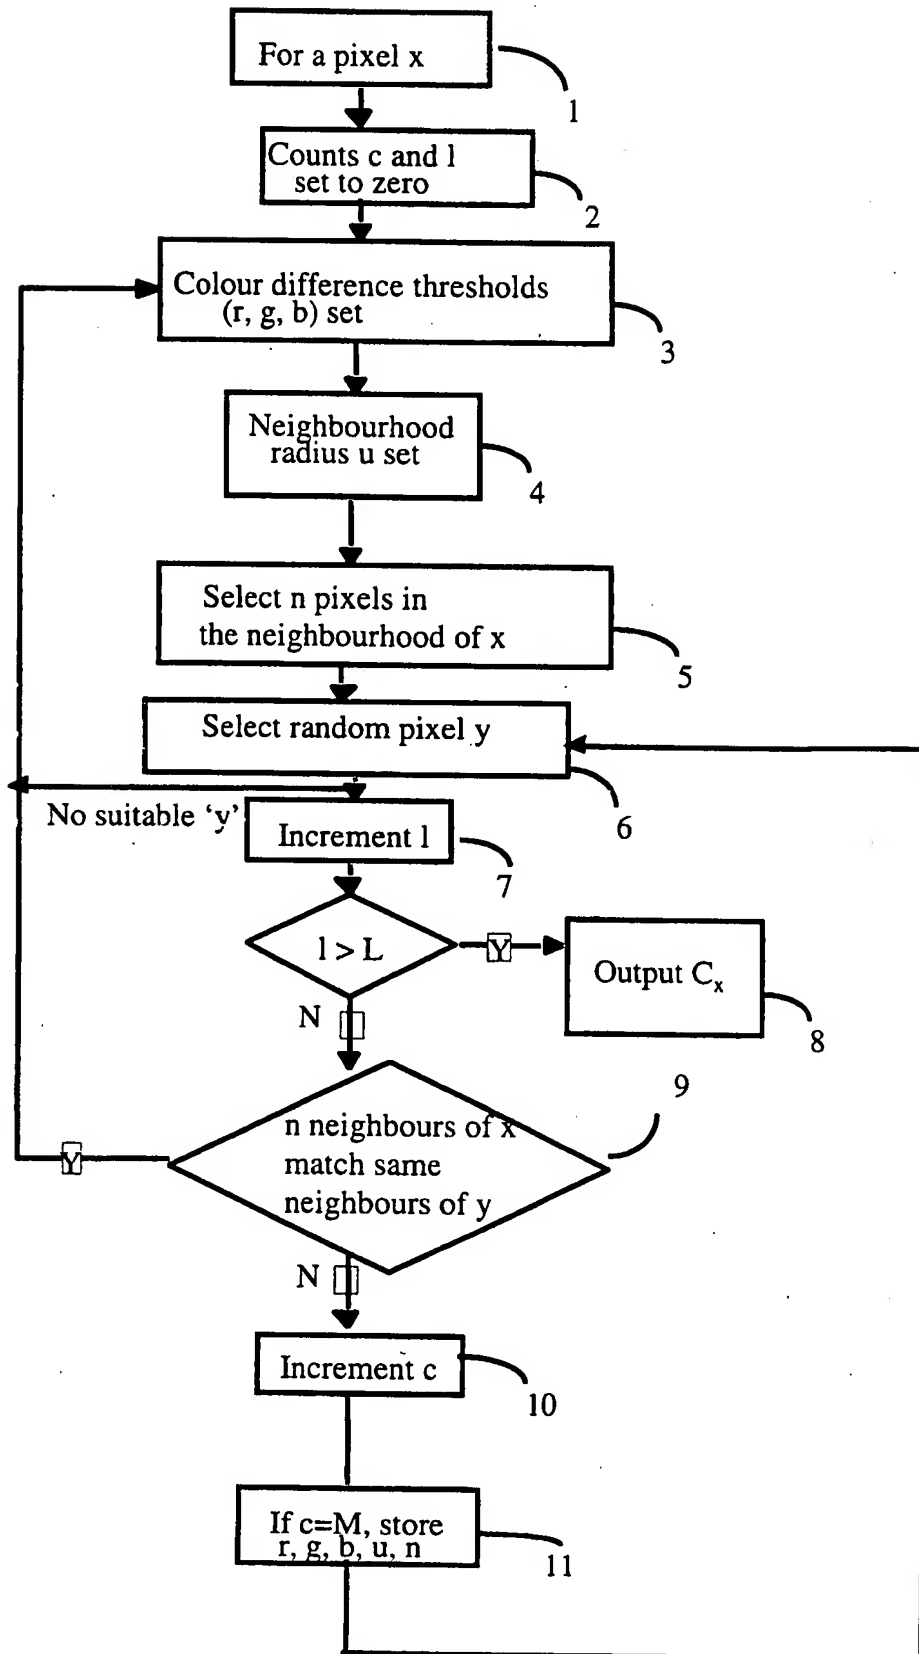 For a pixel x
1
Counts c and l
set to zero
2
Colour difference thresholds
(r, g, b) set
3
Neighbourhood
radius u set
4
Select n pixels in
the neighbourhood of x
5
Select random pixel y
6
No suitable ‘y’
Increment l
7
l > L
Y
Output Cx
8
N
9
n neighbours of x
match same
neighbours of y
Y
N
Increment c
10
If c=M, store
r, g, b, u, n
11